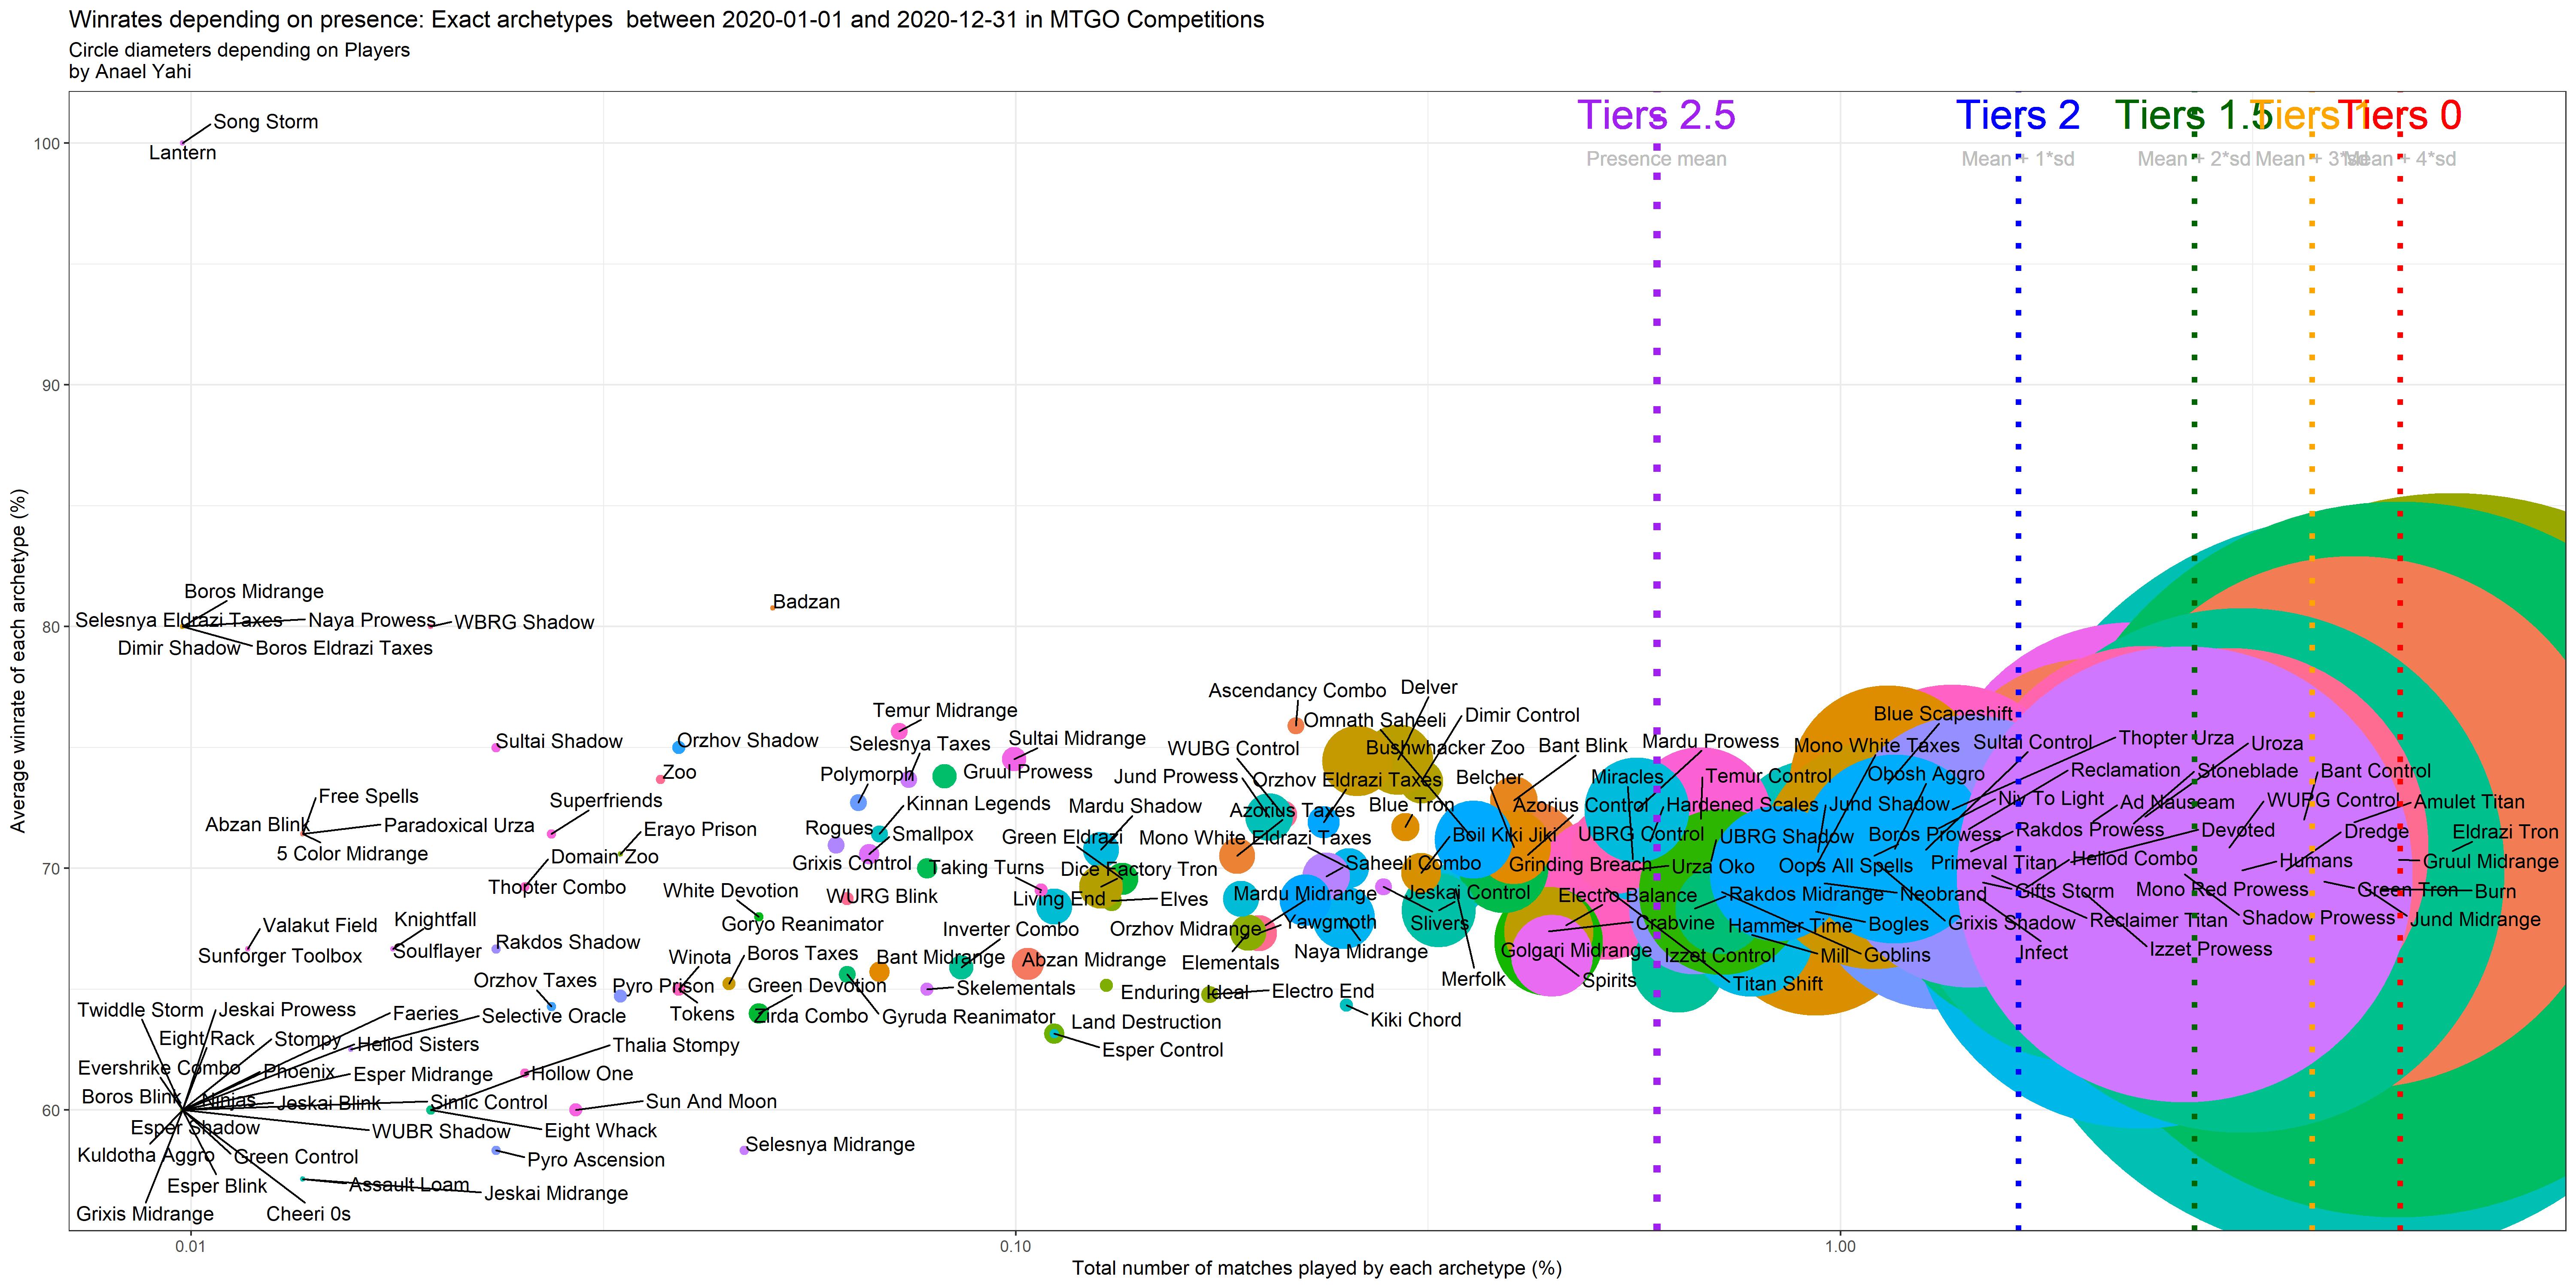 Winrates depending on presence: Exact archetypes  between 2020-01-01 and 2020-12-31 in MTGO Competitions
Circle diameters depending on Players
by Anael Yahi
Tiers 2.5
Tiers 2
Tiers 1.5
Tiers 1
Tiers 0
Presence mean
Mean + 1*sd
Mean + 2*sd
Mean + 3*sd
Mean + 4*sd
Average winrate of each archetype (%)
100
90
80
70
60
Song Storm
Lantern
Boros Midrange
Selesnya Eldrazi Taxes
Naya Prowess
WBRG Shadow
Dimir Shadow
Boros Eldrazi Taxes
Badzan
Ascendancy Combo
Delver
Temur Midrange
Omnath Saheeli
Dimir Control
Sultai Shadow
Orzhov Shadow
Selesnya Taxes
Sultai Midrange
WUBG Control
Bushwhacker Zoo
Bant Blink
Mardu Prowess
Mono White Taxes
Blue Scapeshift
Sultai Control
Thopter Urza
Uroza
Zoo
Polymorph
Gruul Prowess
Jund Prowess
Orzhov Eldrazi Taxes
Belcher
Miracles
Temur Control
Obosh Aggro
Reclamation
Stoneblade
Bant Control
Free Spells
Superfriends
Kinnan Legends
Mardu Shadow
Azorius Taxes
Blue Tron
Azorius Control
Hardened Scales
Jund Shadow
Niv To Light
Ad Nauseam
WURG Control
Amulet Titan
Abzan Blink
Paradoxical Urza
Erayo Prison
Rogues
Smallpox
Green Eldrazi
Mono White Eldrazi Taxes
Boil Kiki Jiki
UBRG Control
UBRG Shadow
Boros Prowess
Rakdos Prowess
Devoted
Dredge
Eldrazi Tron
5 Color Midrange
Domain Zoo
Grixis Control
Taking Turns
Dice Factory Tron
Saheeli Combo
Grinding Breach
Urza Oko
Oops All Spells
Primeval Titan
Heliod Combo
Humans
Gruul Midrange
Thopter Combo
White Devotion
WURG Blink
Living End
Elves
Mardu Midrange
Jeskai Control
Electro Balance
Rakdos Midrange
Neobrand
Gifts Storm
Mono Red Prowess
Green Tron
Burn
Valakut Field
Knightfall
Goryo Reanimator
Inverter Combo
Orzhov Midrange
Yawgmoth
Slivers
Crabvine
Hammer Time
Bogles
Grixis Shadow
Reclaimer Titan
Shadow Prowess
Jund Midrange
Sunforger Toolbox
Soulflayer
Rakdos Shadow
Winota
Boros Taxes
Bant Midrange
Abzan Midrange
Elementals
Naya Midrange
Golgari Midrange
Izzet Control
Mill
Goblins
Infect
Izzet Prowess
Orzhov Taxes
Pyro Prison
Green Devotion
Skelementals
Enduring Ideal
Electro End
Merfolk
Spirits
Titan Shift
Twiddle Storm
Jeskai Prowess
Faeries
Selective Oracle
Tokens
Zirda Combo
Gyruda Reanimator
Land Destruction
Kiki Chord
Eight Rack
Stompy
Heliod Sisters
Thalia Stompy
Esper Control
Evershrike Combo
Phoenix
Esper Midrange
Hollow One
Boros Blink
Ninjas
Jeskai Blink
Simic Control
Sun And Moon
Esper Shadow
WUBR Shadow
Eight Whack
Selesnya Midrange
Kuldotha Aggro
Green Control
Pyro Ascension
Esper Blink
Assault Loam
Jeskai Midrange
Grixis Midrange
Cheeri 0s
0.01
0.10
1.00
Total number of matches played by each archetype (%)